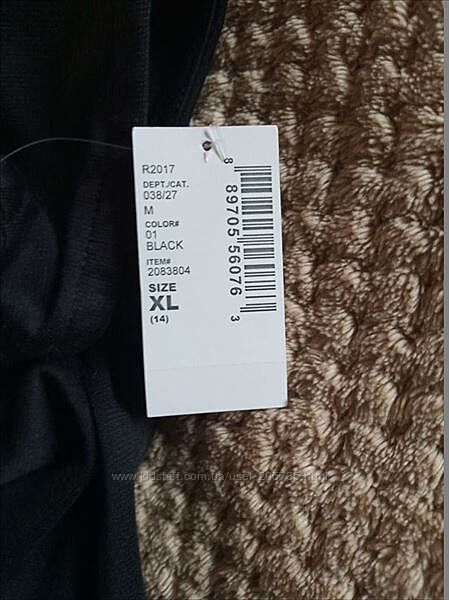 R2017
DEPT./CAT.
038/27
M
COLOR#
01
BLACK
ITEM#
2083804
SIZE
XL
(14)
8 89705 56076 3